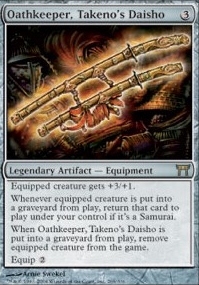 Oathkeeper, Takeno's Daisho 3
Legendary Artifact — Equipment
Equipped creature gets +3/+1.
Whenever equipped creature is put into a
graveyard from play, return that card to
play under your control if it's a Samurai.
When Oathkeeper, Takeno's Daisho is
put into a graveyard from play, remove
equipped creature from the game.
Equip 2
Arnie Swekel